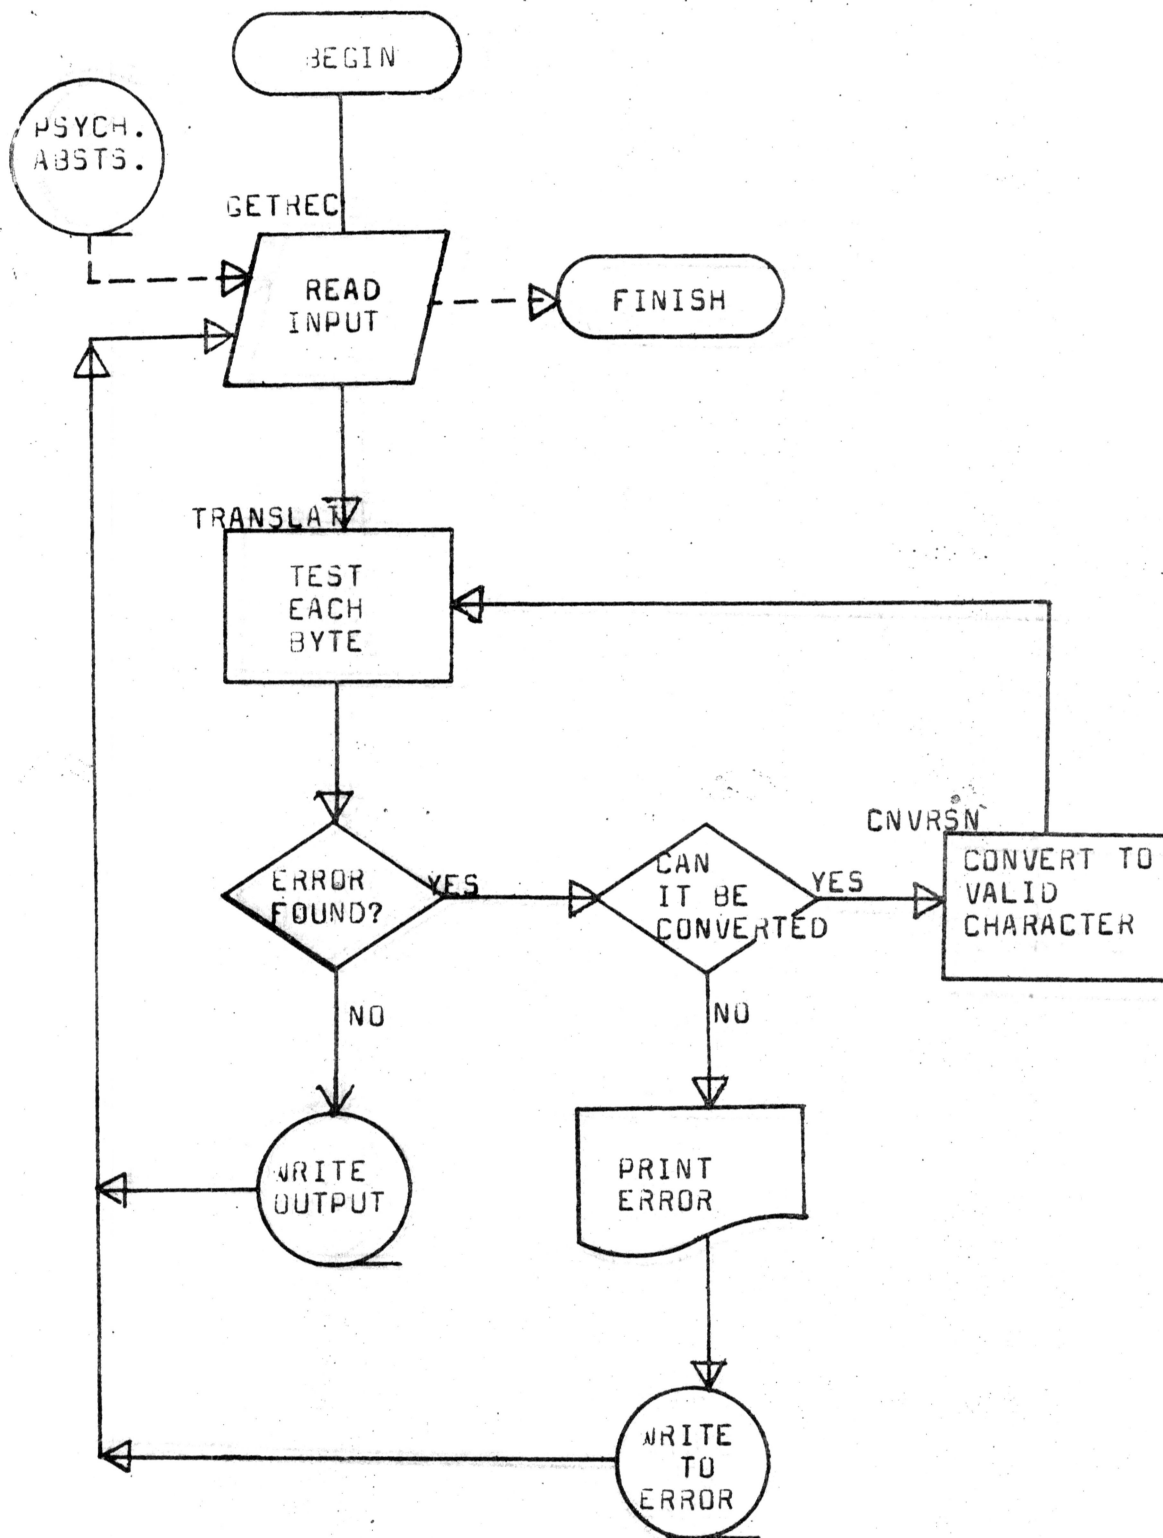 BEGIN
PSYCH.
ABSTS.
GETREC
READ
INPUT
FINISH
TRANSLAT
TEST
EACH
BYTE
ERROR
FOUND?
YES
CAN
IT BE
CONVERTED
YES
CNVRSN
CONVERT TO
VALID
CHARACTER
NO
NO
WRITE
OUTPUT
PRINT
ERROR
WRITE
TO
ERROR